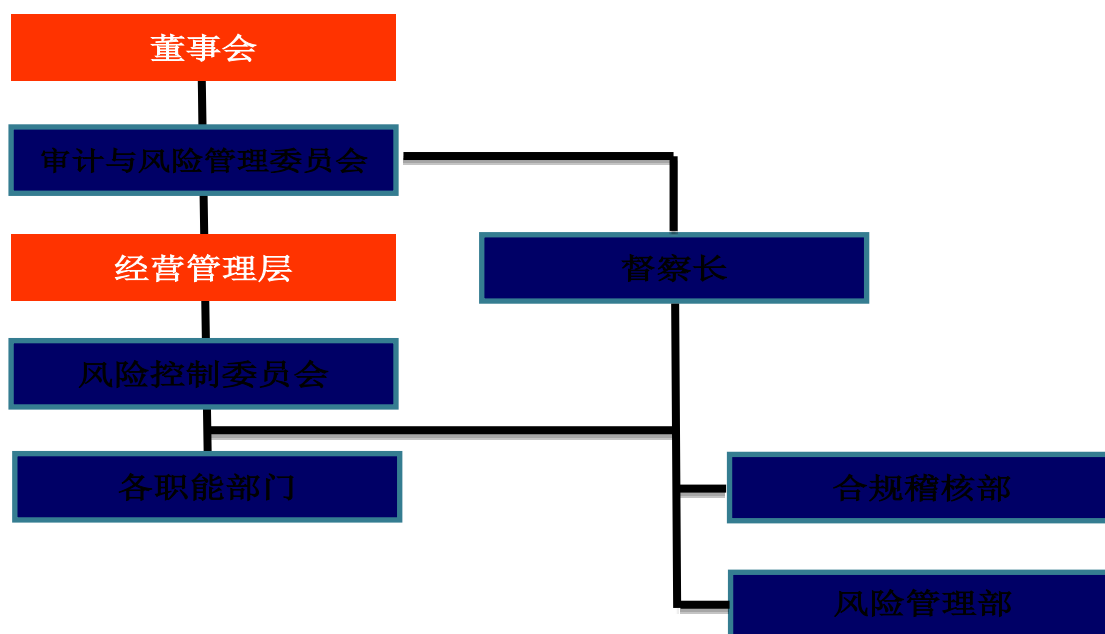 董事会
审计与风险管理委员会
经营管理层
督察长
风险控制委员会
各职能部门
合规稽核部
风险管理部